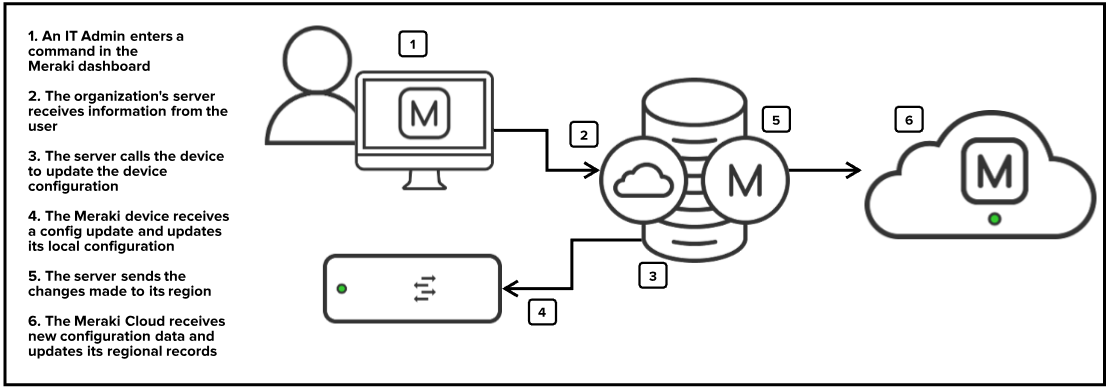 1. An IT Admin enters a
command in the
Meraki dashboard
2. The organization's server
receives information from the
user
3. The server calls the device
to update the device
configuration
4. The Meraki device receives
a config update and updates
its local configuration
5. The server sends the
changes made to its region
6. The Meraki Cloud receives
new configuration data and
updates its regional records
1
M
2
M
5
6
M
3
4